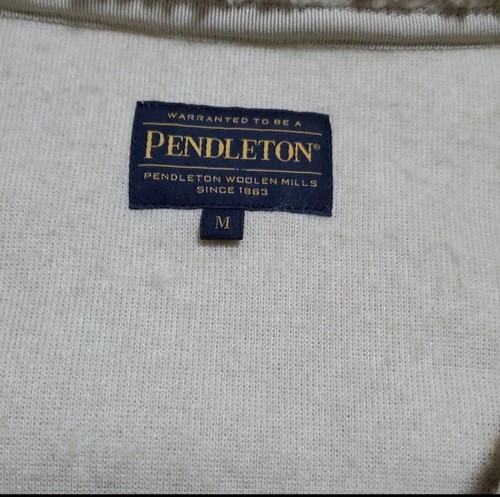 WARRANTED TO BE A
PENDLETON®
PENDLETON WOOLEN MILLS
SINCE 1863
M